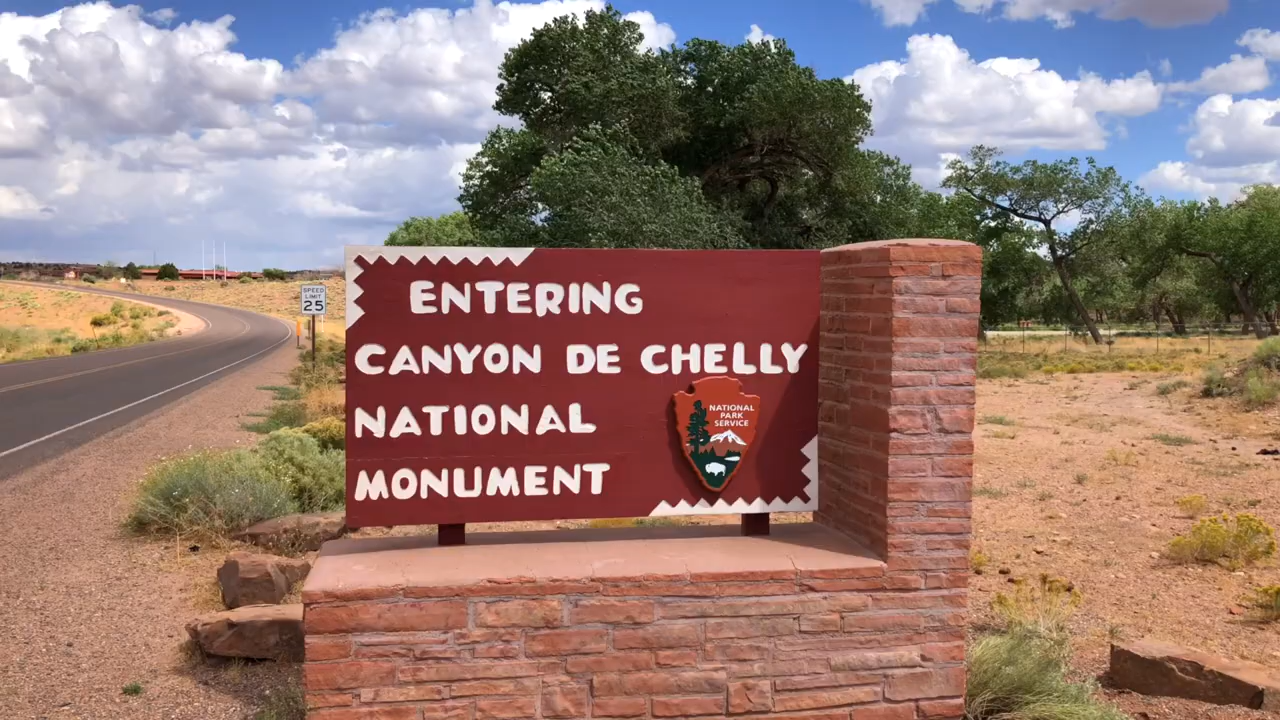 ENTERING
CANYON DE CHELLY
NATIONAL
MONUMENT
NATIONAL
PARK
SERVICE
SPEED
LIMIT
25